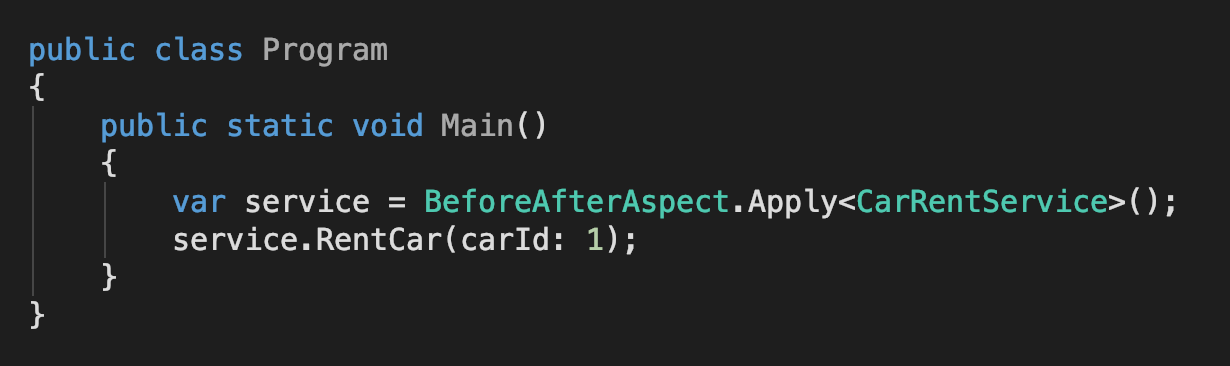 public class Program
{
    public static void Main()
    {
        var service = BeforeAfterAspect.Apply<CarRentService>();
        service.RentCar(carId: 1);
    }
}